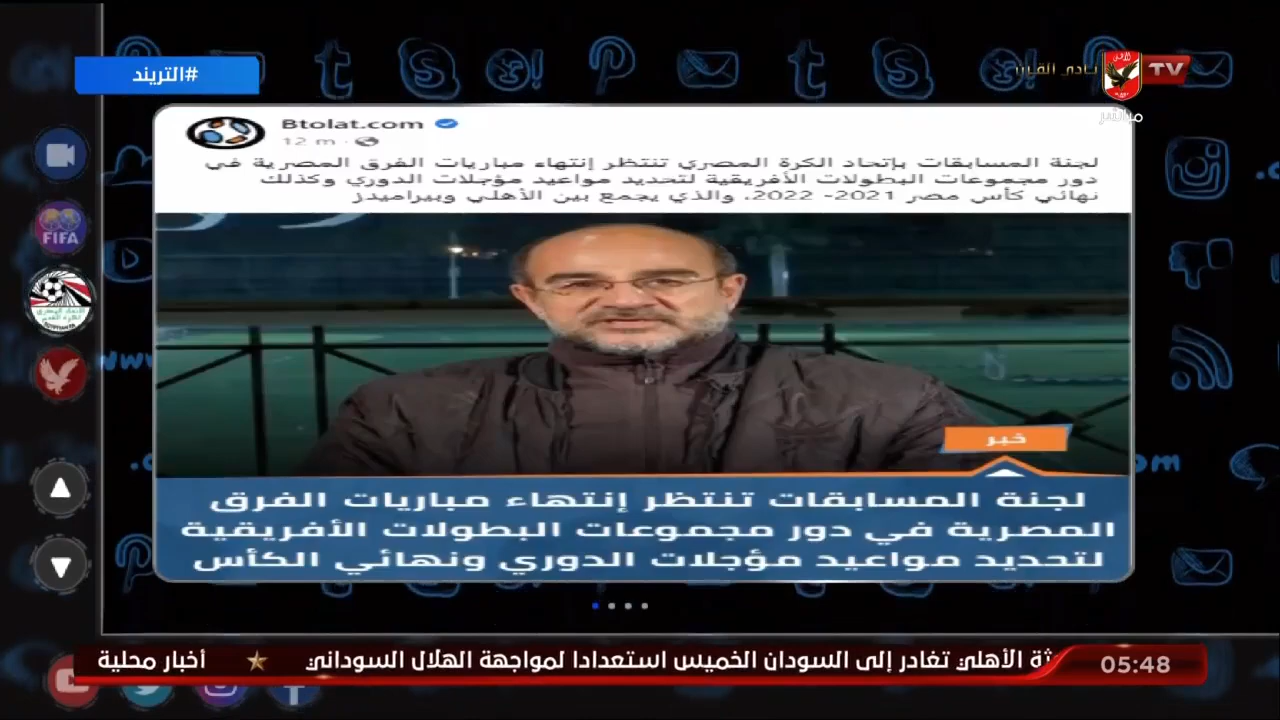 #التريند
نادي القرن
TV
مباشر
Btolat.com
12 m
لجنة المسابقات بإتحاد الكرة المصري تنتظر إنتهاء مباريات الفرق المصرية في
دور مجموعات البطولات الأفريقية لتحديد مواعيد مؤجلات الدوري وكذلك
نهائي كأس مصر 2021- 2022، والذي يجمع بين الأهلي وبيراميدز
FIFA
خبر
لجنة المسابقات تنتظر إنتهاء مباريات الفرق
المصرية في دور مجموعات البطولات الأفريقية
لتحديد مواعيد مؤجلات الدوري ونهائي الكأس
الأهلي تغادر إلى السودان الخميس استعدادا لمواجهة الهلال السوداني
أخبار محلية
05:48